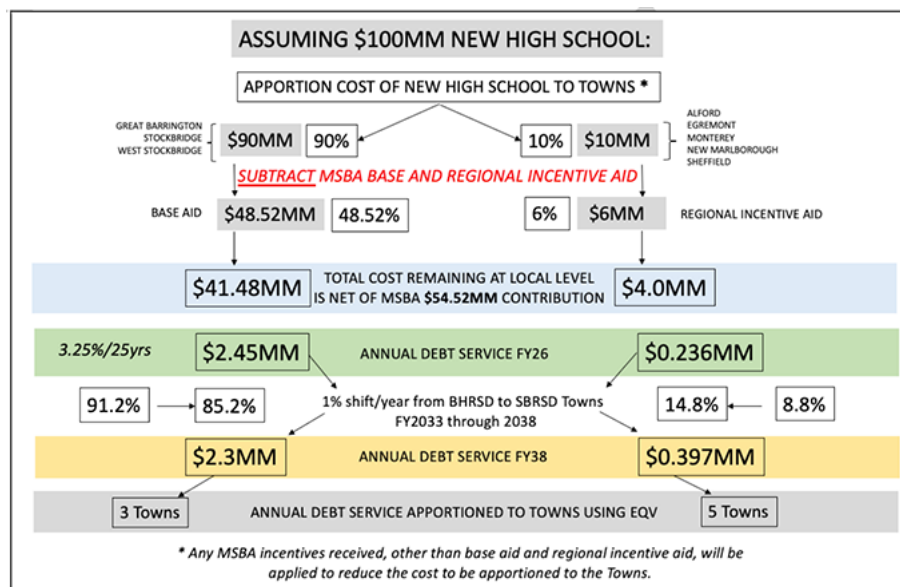 ASSUMING $100MM NEW HIGH SCHOOL:
APPORTION COST OF NEW HIGH SCHOOL TO TOWNS *
GREAT BARRINGTON
STOCKBRIDGE
WEST STOCKBRIDGE
$90MM
90%
10%
$10MM
ALFORD
EGREMONT
MONTEREY
NEW MARLBOROUGH
SHEFFIELD
SUBTRACT MSBA BASE AND REGIONAL INCENTIVE AID
BASE AID
$48.52MM
48.52%
6%
$6MM
REGIONAL INCENTIVE AID
$41.48MM
TOTAL COST REMAINING AT LOCAL LEVEL
IS NET OF MSBA $54.52MM CONTRIBUTION
$4.0MM
3.25%/25yrs
$2.45MM
ANNUAL DEBT SERVICE FY26
$0.236MM
91.2%
85.2%
1% shift/year from BHRSD to SBRSD Towns
FY2033 through 2038
14.8%
8.8%
$2.3MM
ANNUAL DEBT SERVICE FY38
$0.397MM
3 Towns
ANNUAL DEBT SERVICE APPORTIONED TO TOWNS USING EQV
5 Towns
* Any MSBA incentives received, other than base aid and regional incentive aid, will be
applied to reduce the cost to be apportioned to the Towns.